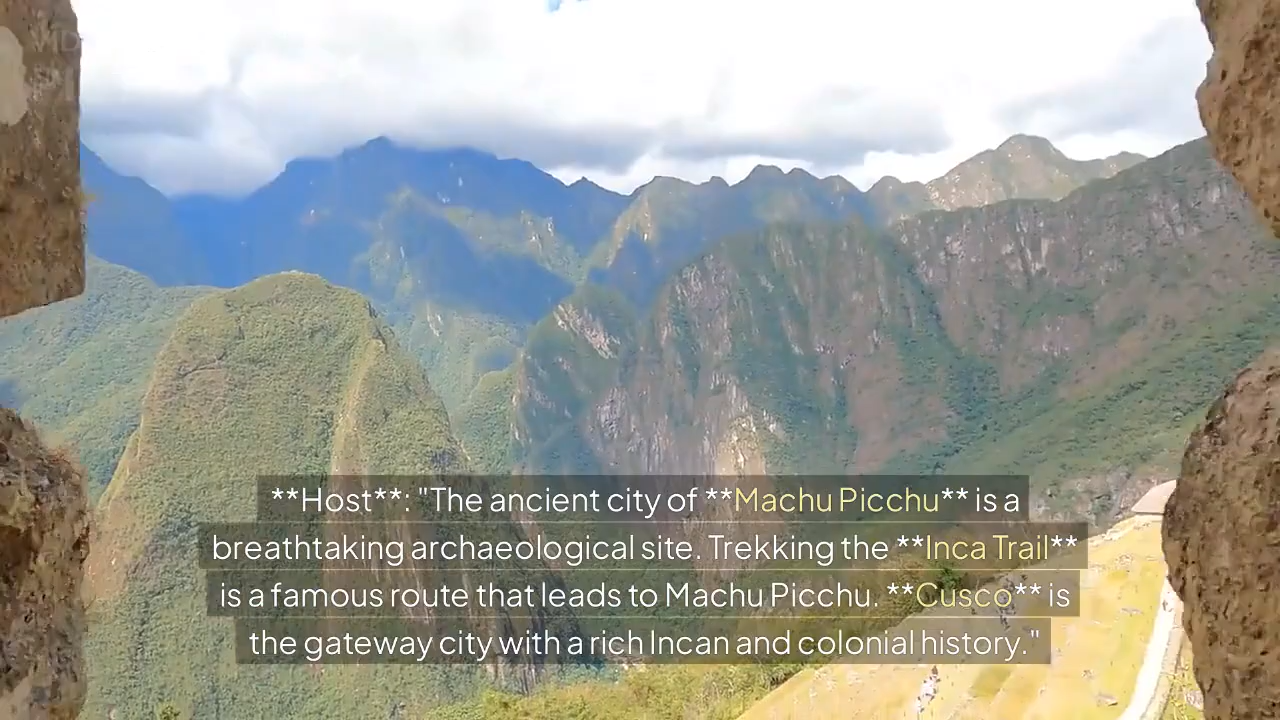 **Host**: "The ancient city of **Machu Picchu** is a
breathtaking archaeological site. Trekking the **Inca Trail**
is a famous route that leads to Machu Picchu. **Cusco** is
the gateway city with a rich Incan and colonial history."